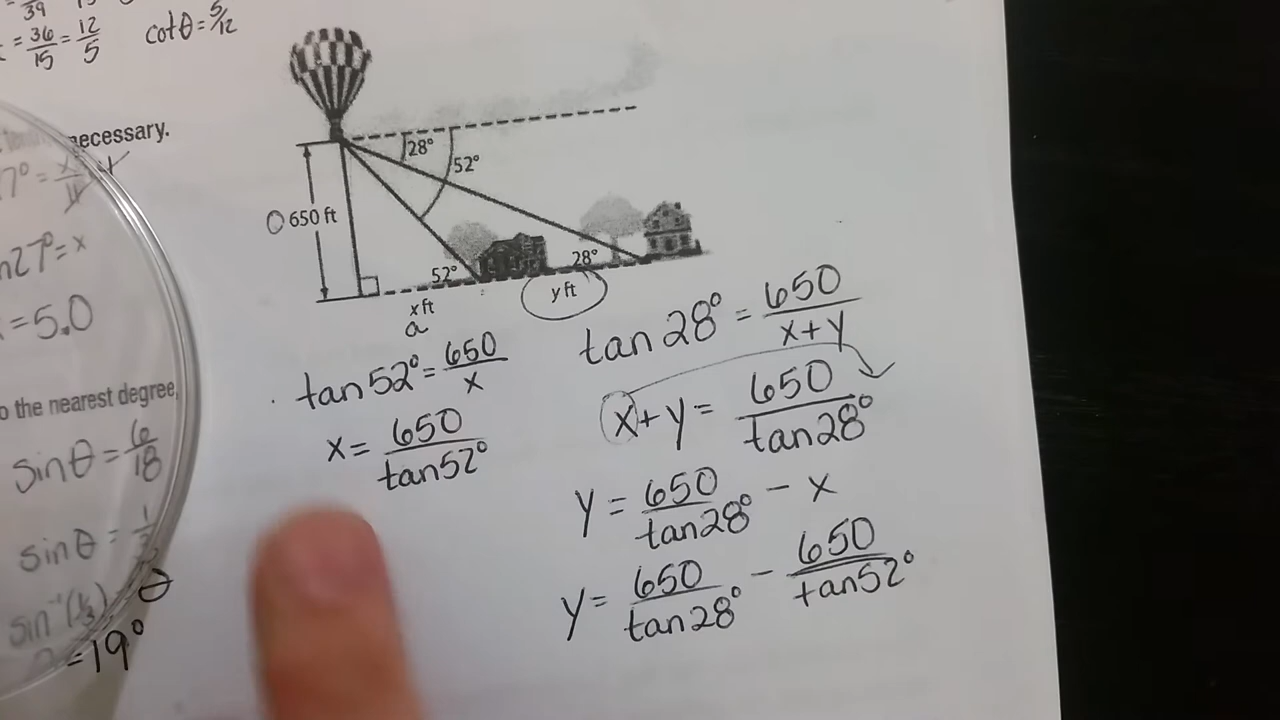 39
= 36/15 = 12/5 cotθ = 5/12
necessary.
7° = x/11
n27° = x
= 5.0
o the nearest degree,
sinθ = 6/18
sinθ = 1/3
sin⁻¹(1/3) = θ
= 19°
28°
52°
650 ft
52°
28°
x ft
y ft
a
tan 52° = 650/x
x = 650/tan52°
tan 28° = 650/x+y
x+y = 650/tan28°
y = 650/tan28° - x
y = 650/tan28° - 650/tan52°